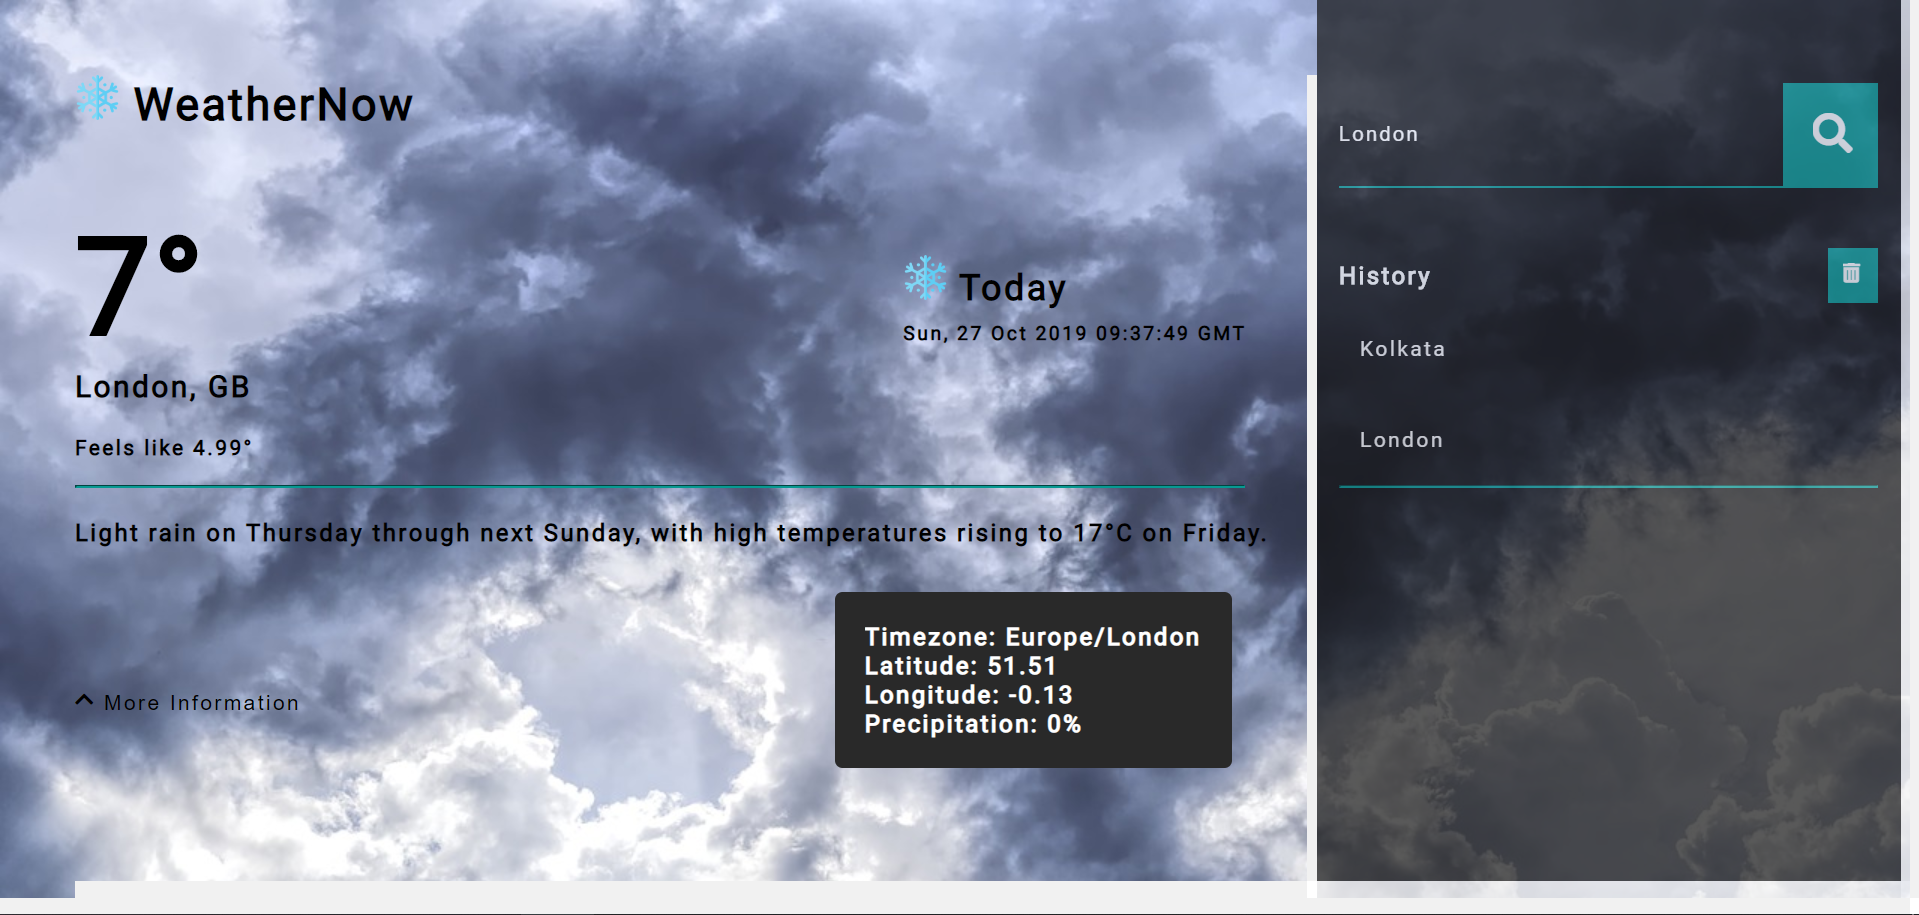 WeatherNow
7°
London, GB
Feels like 4.99°
Today
Sun, 27 Oct 2019 09:37:49 GMT
Light rain on Thursday through next Sunday, with high temperatures rising to 17°C on Friday.
More Information
Timezone: Europe/London
Latitude: 51.51
Longitude: -0.13
Precipitation: 0%
London
History
Kolkata
London